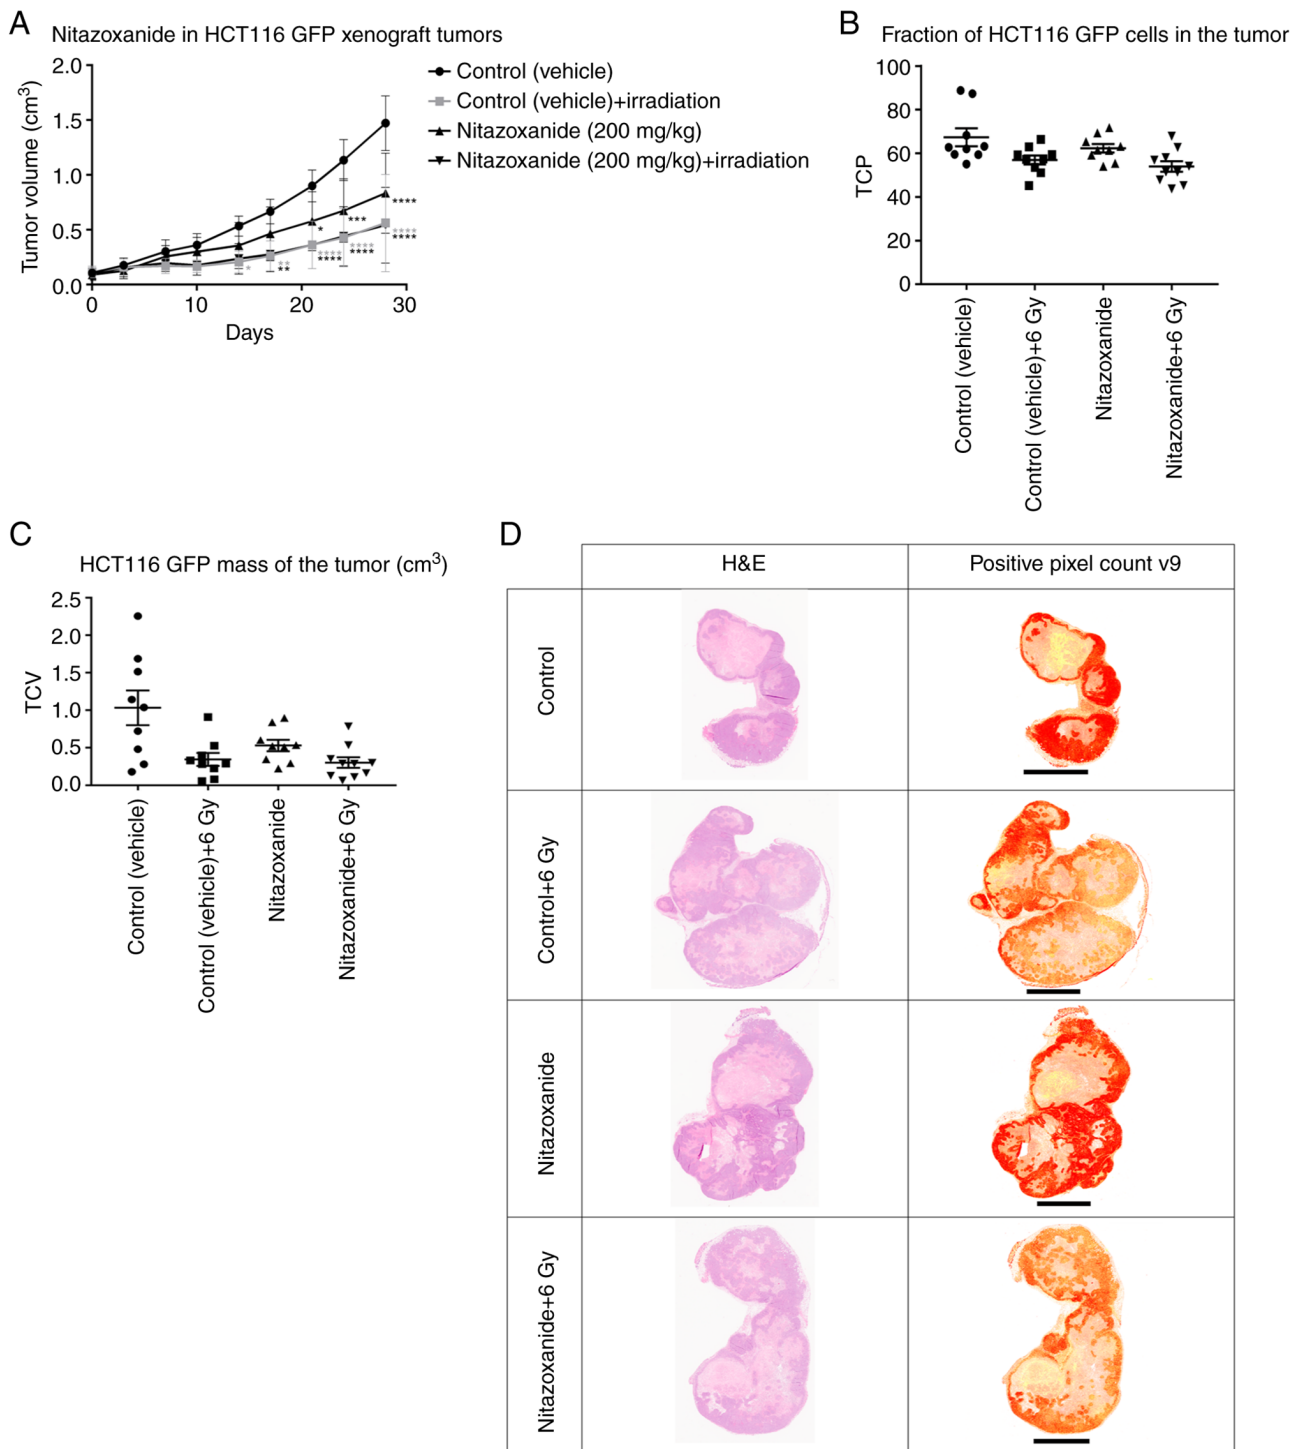 A
Nitazoxanide in HCT116 GFP xenograft tumors
Tumor volume (cm3)
2.0
1.5
1.0
0.5
0.0
0
10
20
30
Days
Control (vehicle)
Control (vehicle)+irradiation
Nitazoxanide (200 mg/kg)
Nitazoxanide (200 mg/kg)+irradiation
****
***
*
****
****
****
****
****
****
**
**
*
B
Fraction of HCT116 GFP cells in the tumor
TCP
100
80
60
40
20
0
Control (vehicle)
Control (vehicle)+6 Gy
Nitazoxanide
Nitazoxanide+6 Gy
C
HCT116 GFP mass of the tumor (cm3)
TCV
2.5
2.0
1.5
1.0
0.5
0.0
Control (vehicle)
Control (vehicle)+6 Gy
Nitazoxanide
Nitazoxanide+6 Gy
D
H&E
Positive pixel count v9
Control
Control+6 Gy
Nitazoxanide
Nitazoxanide+6 Gy